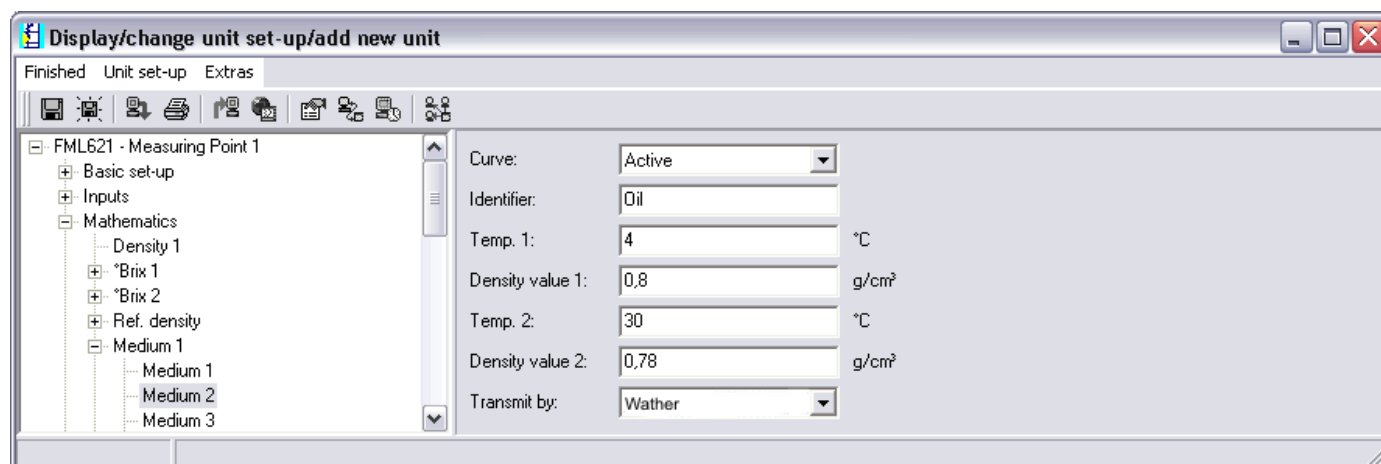 Display/change unit set-up/add new unit
Finished Unit set-up Extras
FML621 - Measuring Point 1
Basic set-up
Inputs
Mathematics
Density 1
°Brix 1
°Brix 2
Ref. density
Medium 1
Medium 1
Medium 2
Medium 3
Curve: Active
Identifier: Oil
Temp. 1: 4 °C
Density value 1: 0,8 g/cm³
Temp. 2: 30 °C
Density value 2: 0,78 g/cm³
Transmit by: Wather